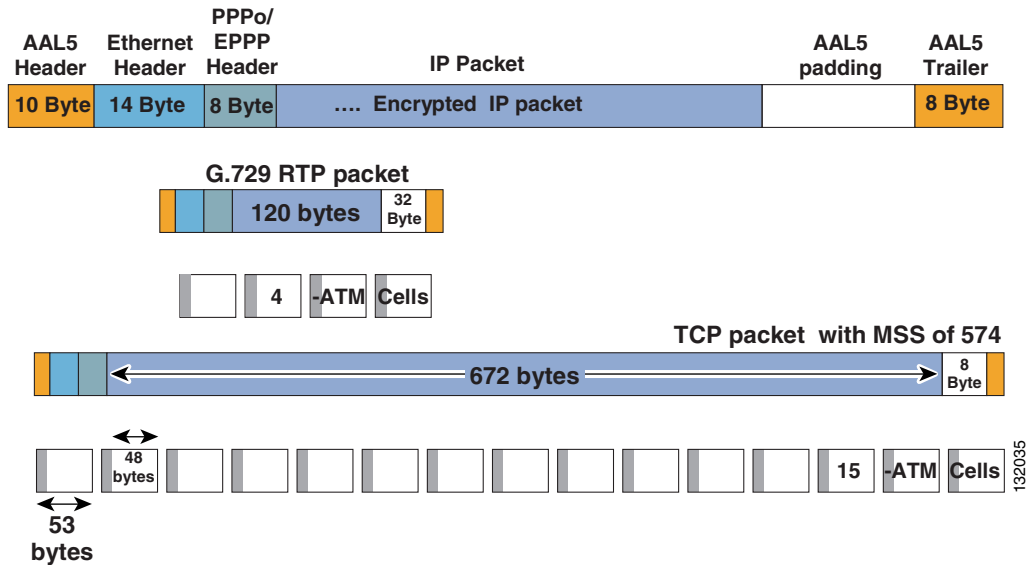 AAL5 Header
Ethernet Header
PPPo/ EPPP Header
IP Packet
AAL5 padding
AAL5 Trailer
10 Byte
14 Byte
8 Byte
.... Encrypted IP packet
8 Byte
G.729 RTP packet
120 bytes
32 Byte
4
-ATM
Cells
TCP packet with MSS of 574
672 bytes
8 Byte
48 bytes
15
-ATM
Cells
53 bytes
132035